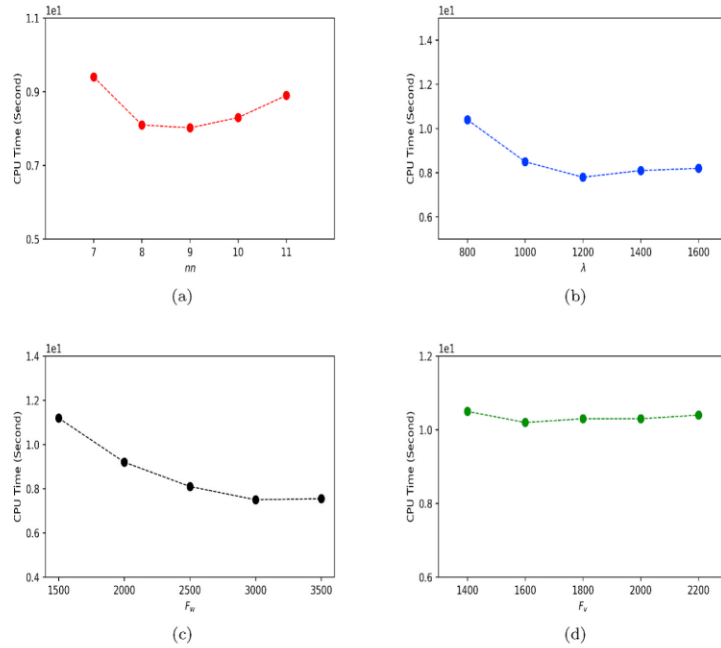 1e1
1.1
0.9
0.7
0.5
CPU Time (Second)
7 8 9 10 11
nn
(a)
1e1
1.4
1.2
1.0
0.8
0.6
CPU Time (Second)
800 1000 1200 1400 1600
λ
(b)
1e1
1.4
1.2
1.0
0.8
0.6
0.4
CPU Time (Second)
1500 2000 2500 3000 3500
F_w
(c)
1e1
1.2
1.0
0.8
0.6
CPU Time (Second)
1400 1600 1800 2000 2200
F_v
(d)